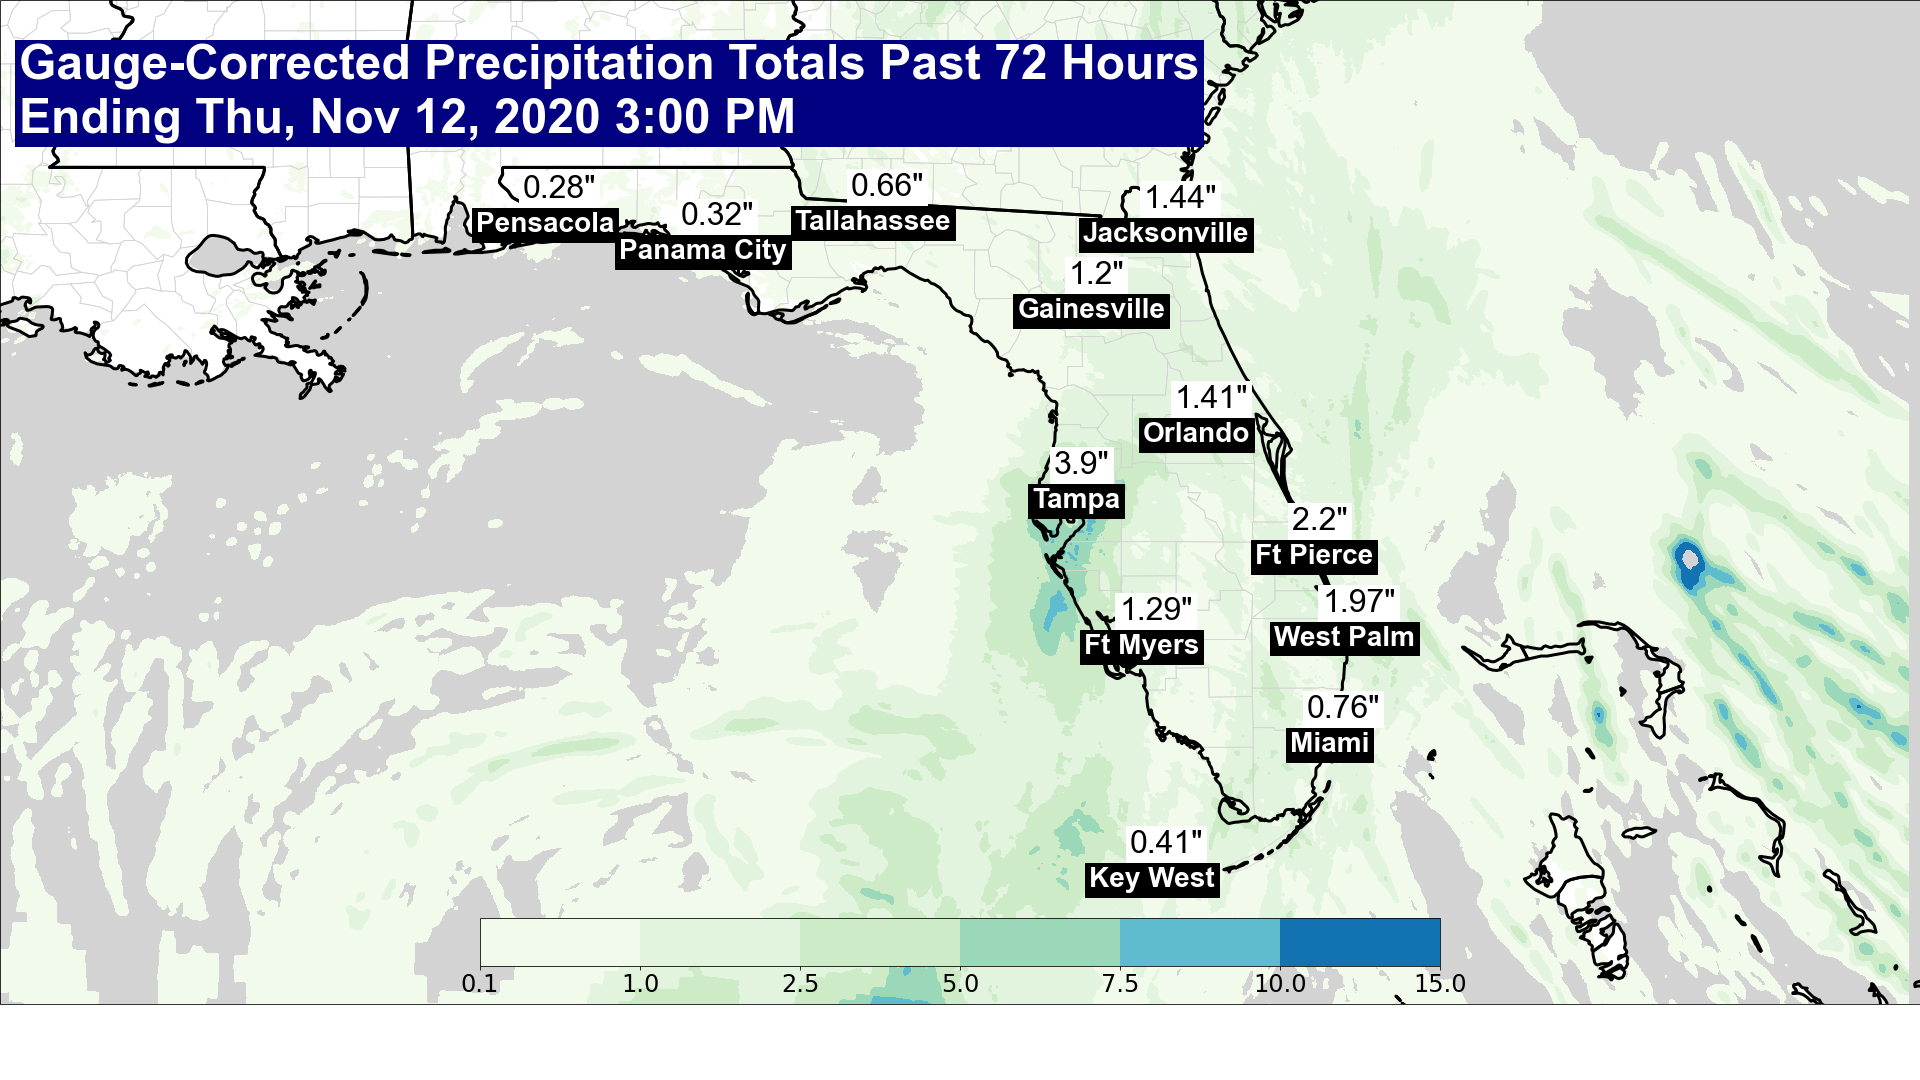 Gauge-Corrected Precipitation Totals Past 72 Hours
Ending Thu, Nov 12, 2020 3:00 PM
0.28"
Pensacola
0.32"
Panama City
0.66"
Tallahassee
1.44"
Jacksonville
1.2"
Gainesville
1.41"
Orlando
3.9"
Tampa
2.2"
Ft Pierce
1.97"
West Palm
1.29"
Ft Myers
0.76"
Miami
0.41"
Key West
0.1 1.0 2.5 5.0 7.5 10.0 15.0